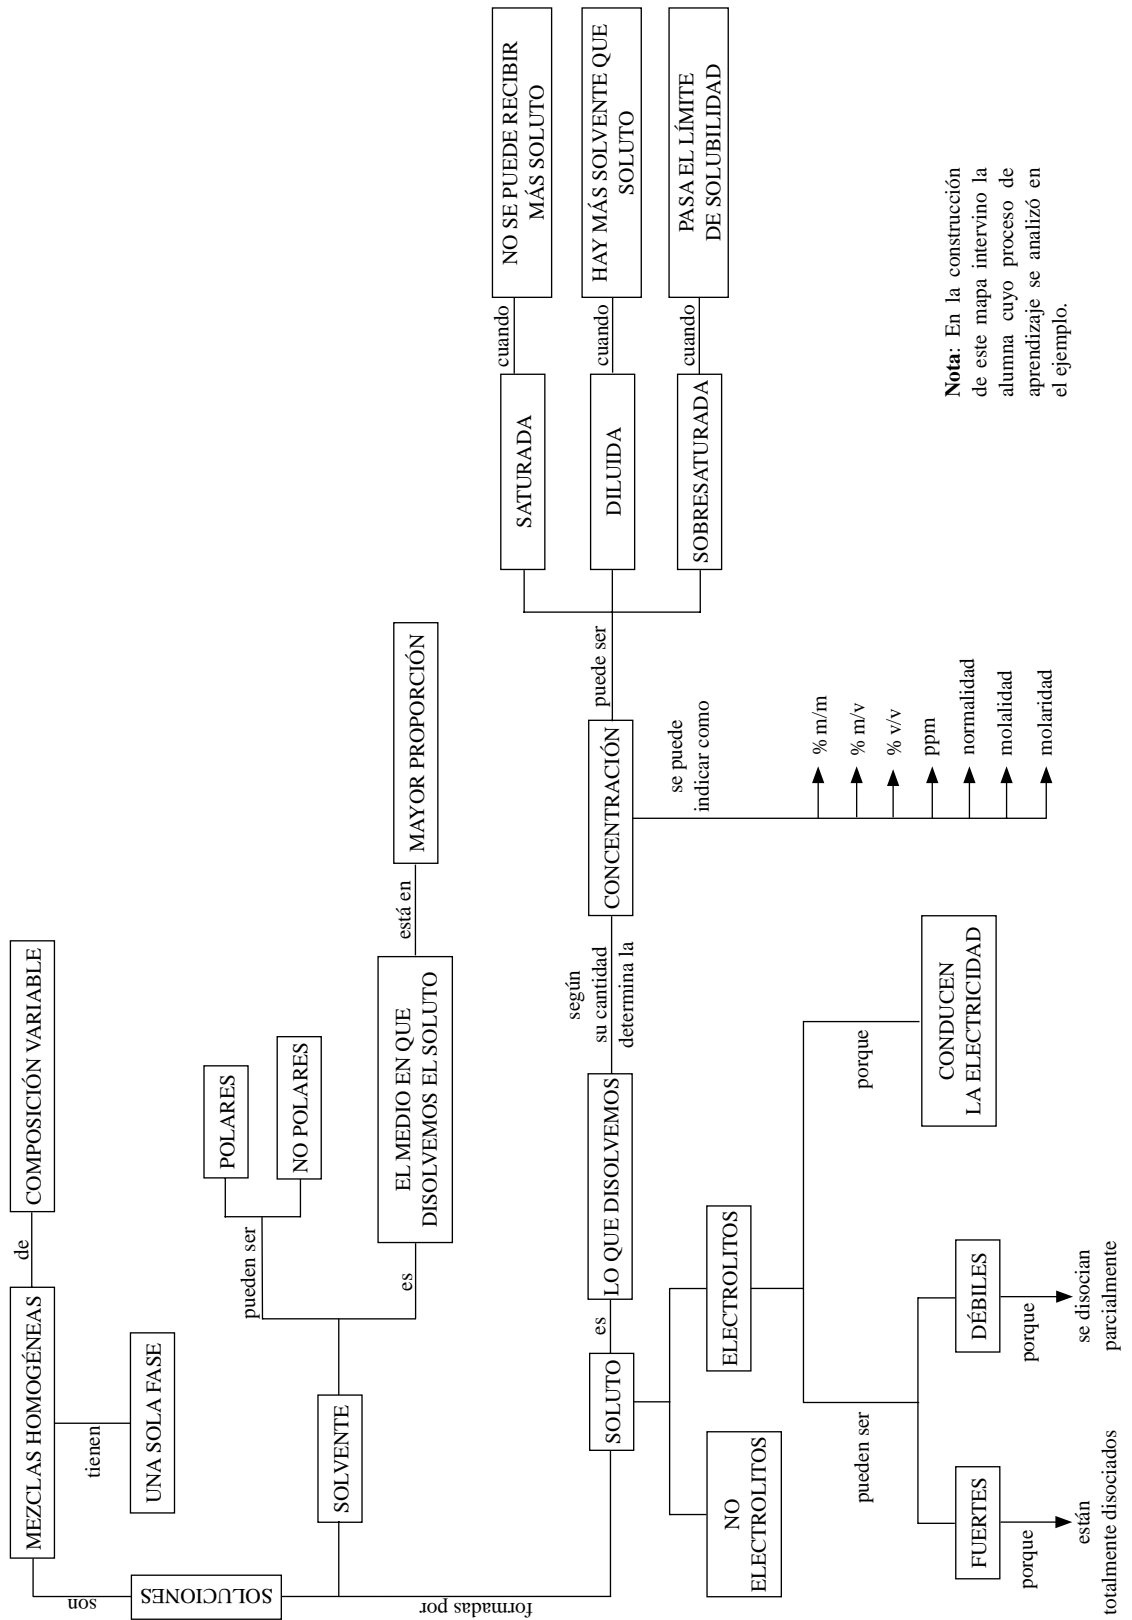 son
SOLUCIONES
formadas por
MEZCLAS HOMOGÉNEAS
de
COMPOSICIÓN VARIABLE
tienen
UNA SOLA FASE
SOLVENTE
pueden ser
POLARES
NO POLARES
es
EL MEDIO EN QUE
DISOLVEMOS EL SOLUTO
está en
MAYOR PROPORCIÓN
SOLUTO
es
LO QUE DISOLVEMOS
según
su cantidad
determina la
CONCENTRACIÓN
puede ser
SATURADA
cuando
NO SE PUEDE RECIBIR
MÁS SOLUTO
DILUIDA
cuando
HAY MÁS SOLVENTE QUE
SOLUTO
SOBRESATURADA
cuando
PASA EL LÍMITE
DE SOLUBILIDAD
se puede
indicar como
% m/m
% m/v
% v/v
ppm
normalidad
molalidad
molaridad
NO
ELECTROLITOS
ELECTROLITOS
pueden ser
porque
CONDUCEN
LA ELECTRICIDAD
FUERTES
porque
están
totalmente disociados
DÉBILES
porque
se disocian
parcialmente
Nota: En la construcción
de este mapa intervino la
alumna cuyo proceso de
aprendizaje se analizó en
el ejemplo.